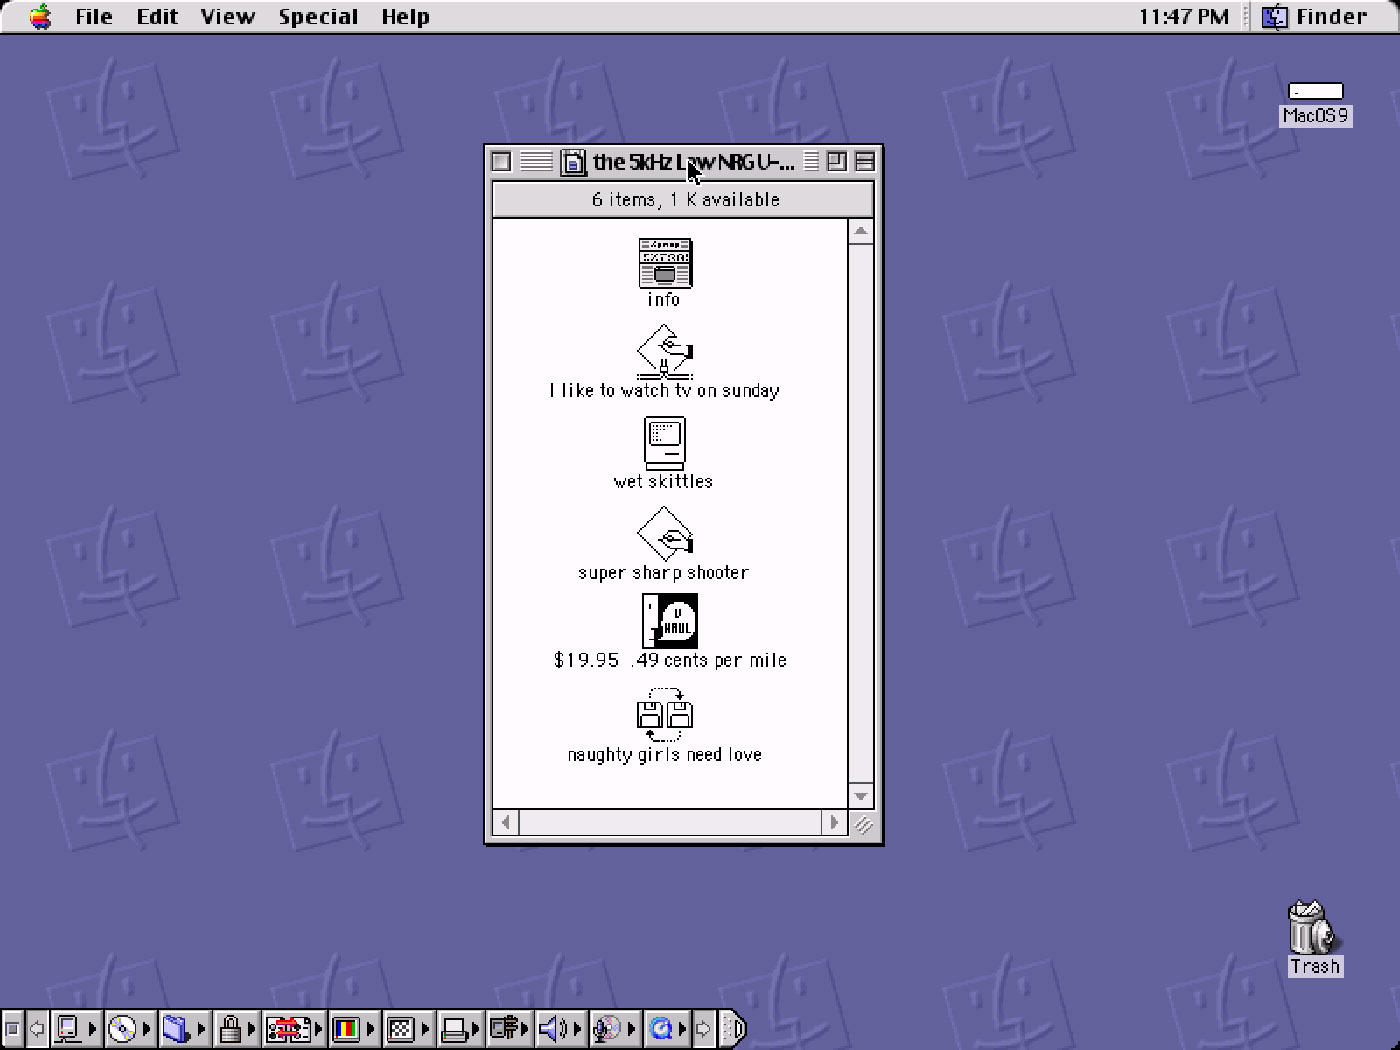 File Edit View Special Help 11:47 PM Finder
MacOS9
the 5kHz Law NRG U-...
6 items, 1 K available
EXTRA!
info
I like to watch tv on sunday
wet skittles
super sharp shooter
U
HAUL
$19.95 .49 cents per mile
naughty girls need love
Trash